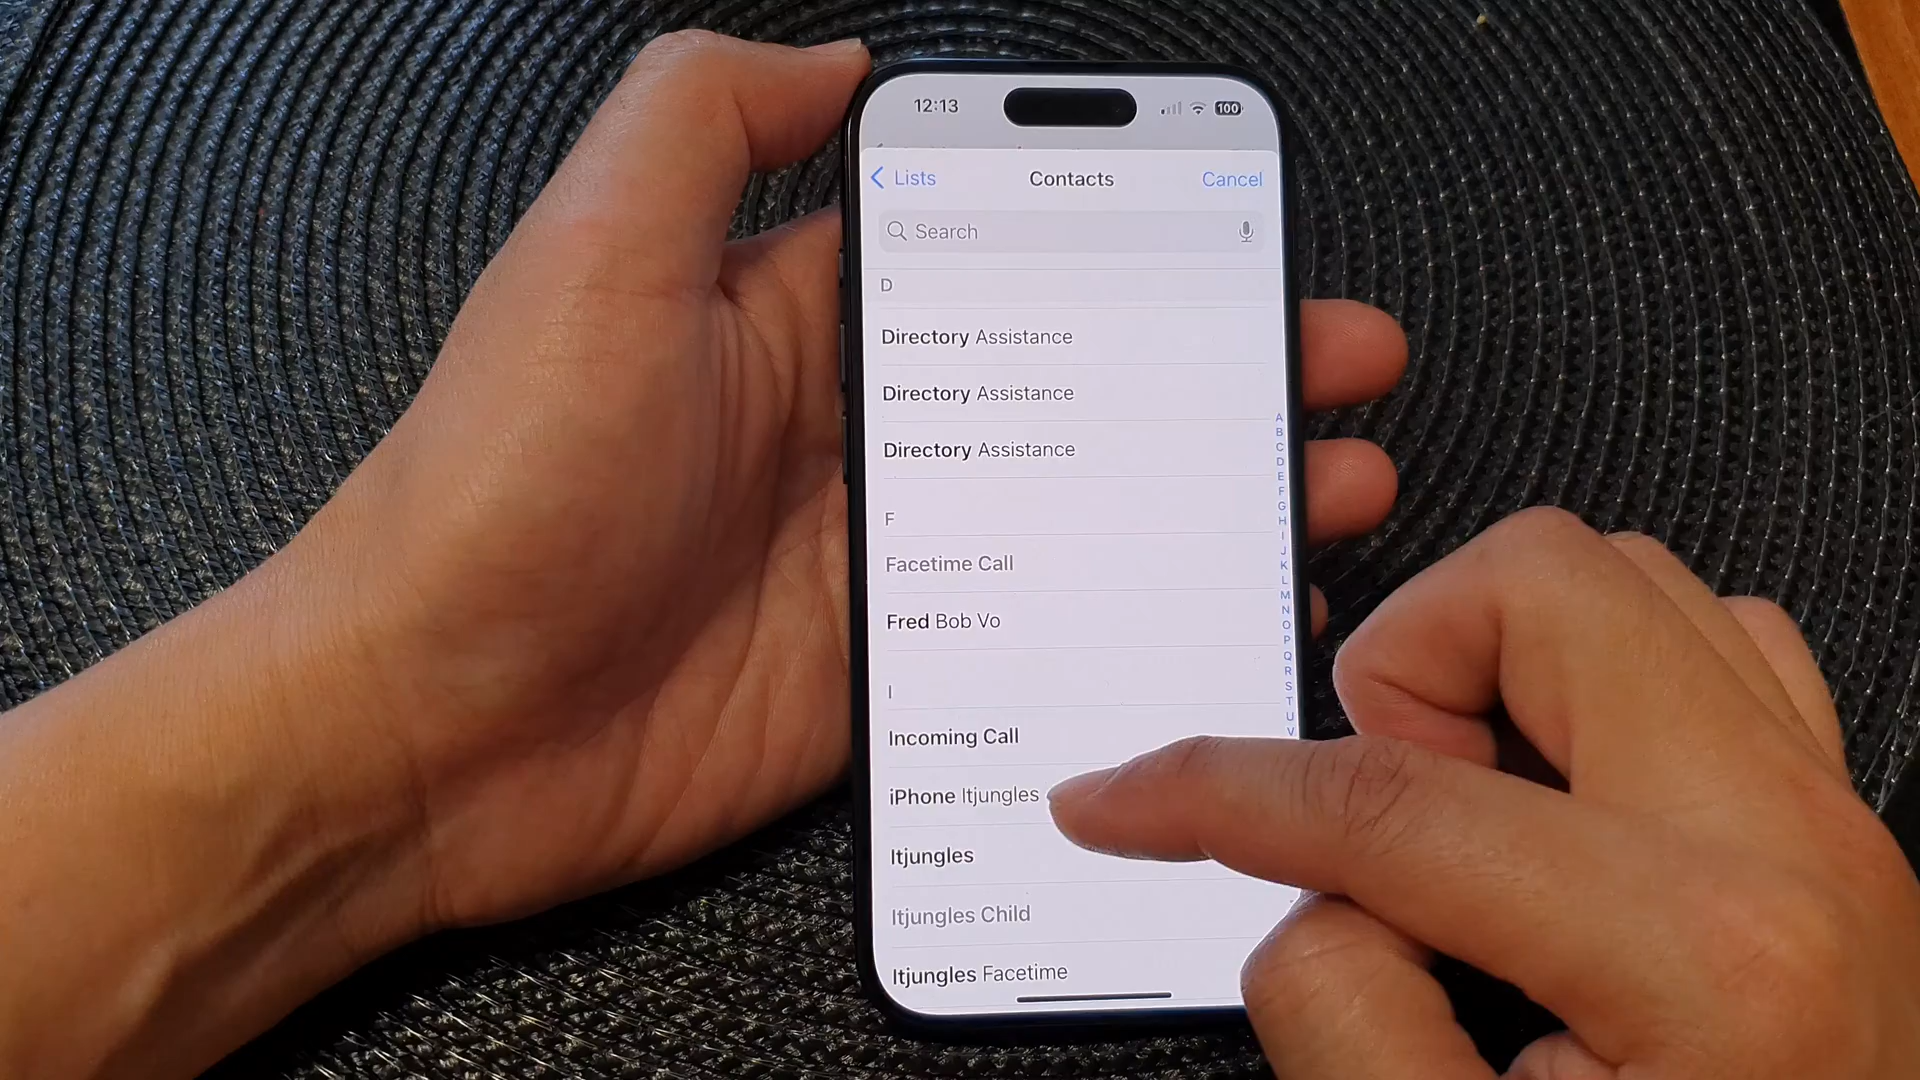 12:13
100
Lists
Contacts
Cancel
Search
D
Directory Assistance
Directory Assistance
Directory Assistance
F
Facetime Call
Fred Bob Vo
I
Incoming Call
iPhone Itjungles
Itjungles
Itjungles Child
Itjungles Facetime
A
B
C
D
E
F
G
H
I
J
K
L
M
N
O
P
Q
R
S
T
U
V